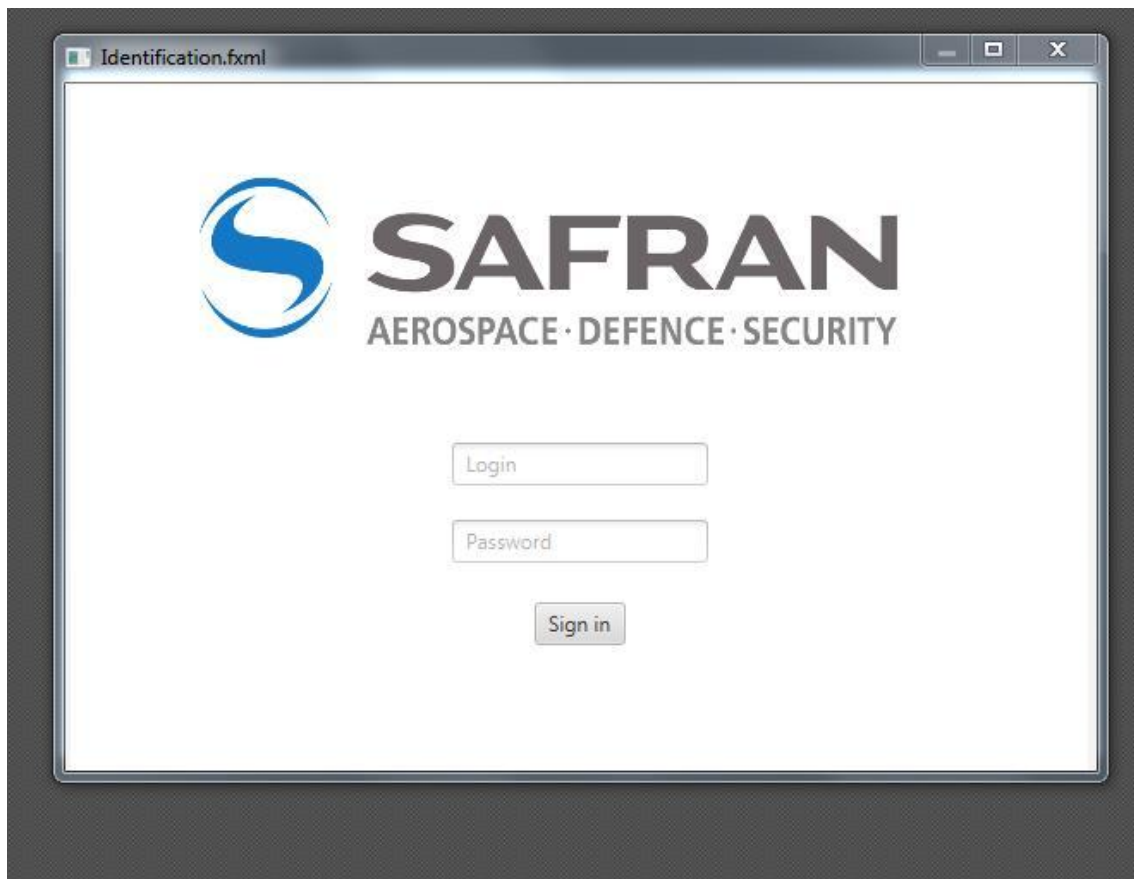 Identification.fxml
SAFRAN
AEROSPACE · DEFENCE · SECURITY
Login
Password
Sign in